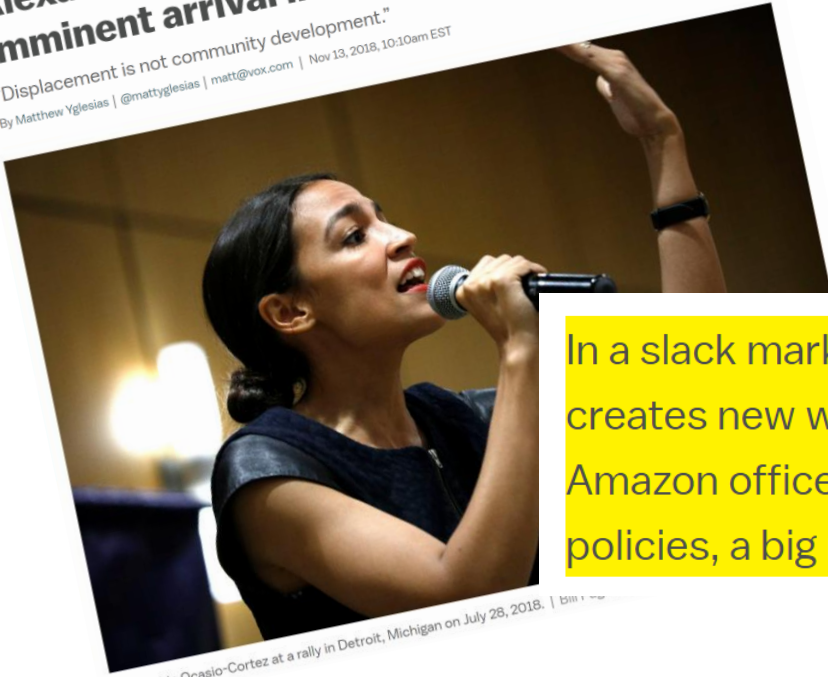 mminent arrival
Displacement is not community development.”
By Matthew Yglesias | @mattyglesias | matt@vox.com | Nov 13, 2018, 10:10am EST
In a slack mark
creates new w
Amazon office
policies, a big
Ocasio-Cortez at a rally in Detroit, Michigan on July 28, 2018. |